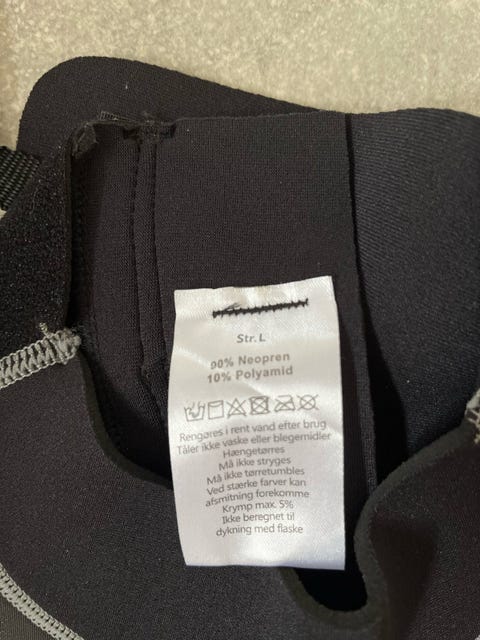 Str. L
90% Neopren
10% Polyamid
Rengøres i rent vand efter brug
Tåler ikke vaske eller blegemidler
Hængetørres
Må ikke stryges
Må ikke tørretumbles
Ved stærke farver kan
afsmitning forekomme
Krymp max. 5%
Ikke beregnet til
dykning med flaske